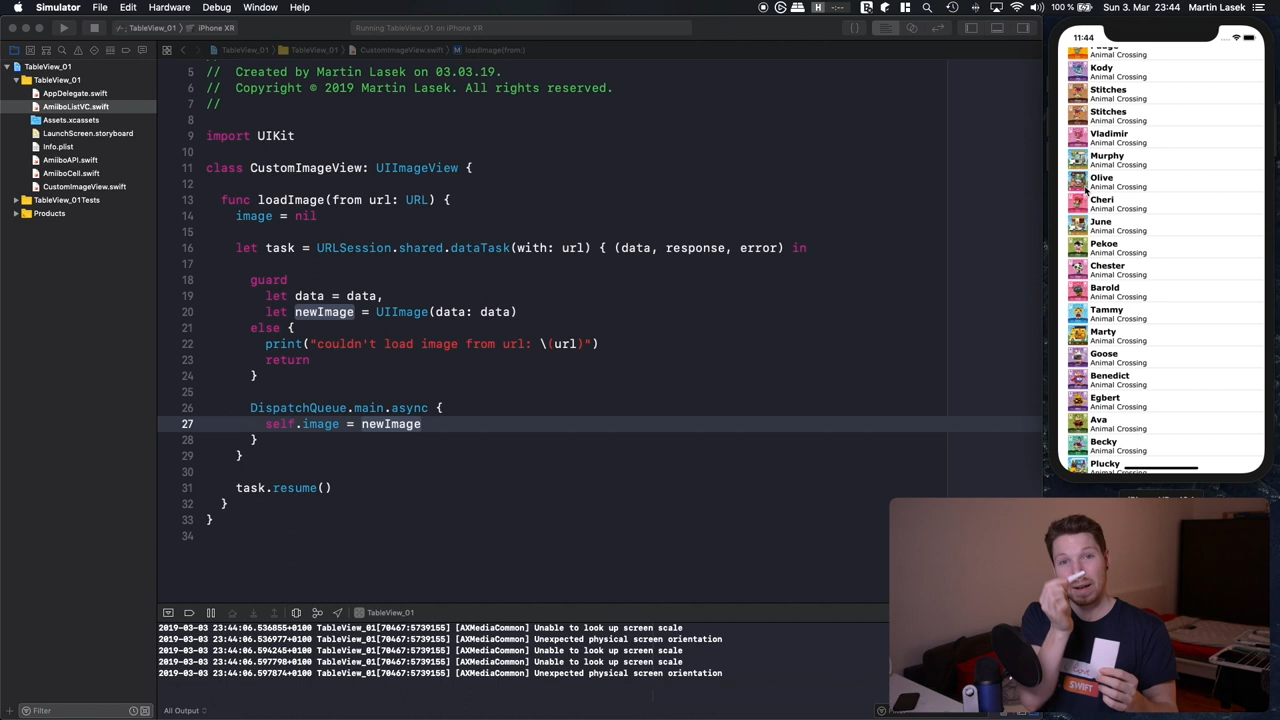 Simulator File Edit Hardware Debug Window Help
100 % Sun 3. Mar 23:44 Martin Lasek
TableView_01 iPhone XR
Running TableView_01 on iPhone XR
TableView_01 TableView_01 CustomImageView.swift M loadImage(from:)
TableView_01
TableView_01
AppDelegate.swift
AmiiboListVC.swift
Assets.xcassets
LaunchScreen.storyboard
Info.plist
AmiiboAPI.swift
AmiiboCell.swift
CustomImageView.swift
TableView_01Tests
Products
Filter
5 // Created by Martin Lasek on 03.03.19.
6 // Copyright © 2019 Martin Lasek. All rights reserved.
7 //
8
9 import UIKit
10
11 class CustomImageView: UIImageView {
12
13 func loadImage(from url: URL) {
14 image = nil
15
16 let task = URLSession.shared.dataTask(with: url) { (data, response, error) in
17
18 guard
19 let data = data,
20 let newImage = UIImage(data: data)
21 else {
22 print("couldn't load image from url: \(url)")
23 return
24 }
25
26 DispatchQueue.main.async {
27 self.image = newImage
28 }
29 }
30
31 task.resume()
32 }
33 }
34
TableView_01
2019-03-03 23:44:06.536855+0100 TableView_01[70467:5739155] [AXMediaCommon] Unable to look up screen scale
2019-03-03 23:44:06.536977+0100 TableView_01[70467:5739155] [AXMediaCommon] Unexpected physical screen orientation
2019-03-03 23:44:06.594245+0100 TableView_01[70467:5739155] [AXMediaCommon] Unable to look up screen scale
2019-03-03 23:44:06.597798+0100 TableView_01[70467:5739155] [AXMediaCommon] Unable to look up screen scale
2019-03-03 23:44:06.597874+0100 TableView_01[70467:5739155] [AXMediaCommon] Unexpected physical screen orientation
All Output
11:44
Animal Crossing
Kody
Animal Crossing
Stitches
Animal Crossing
Stitches
Animal Crossing
Vladimir
Animal Crossing
Murphy
Animal Crossing
Olive
Animal Crossing
Cheri
Animal Crossing
June
Animal Crossing
Pekoe
Animal Crossing
Chester
Animal Crossing
Barold
Animal Crossing
Tammy
Animal Crossing
Marty
Animal Crossing
Goose
Animal Crossing
Benedict
Animal Crossing
Egbert
Animal Crossing
Ava
Animal Crossing
Becky
Animal Crossing
Plucky
SWIFT